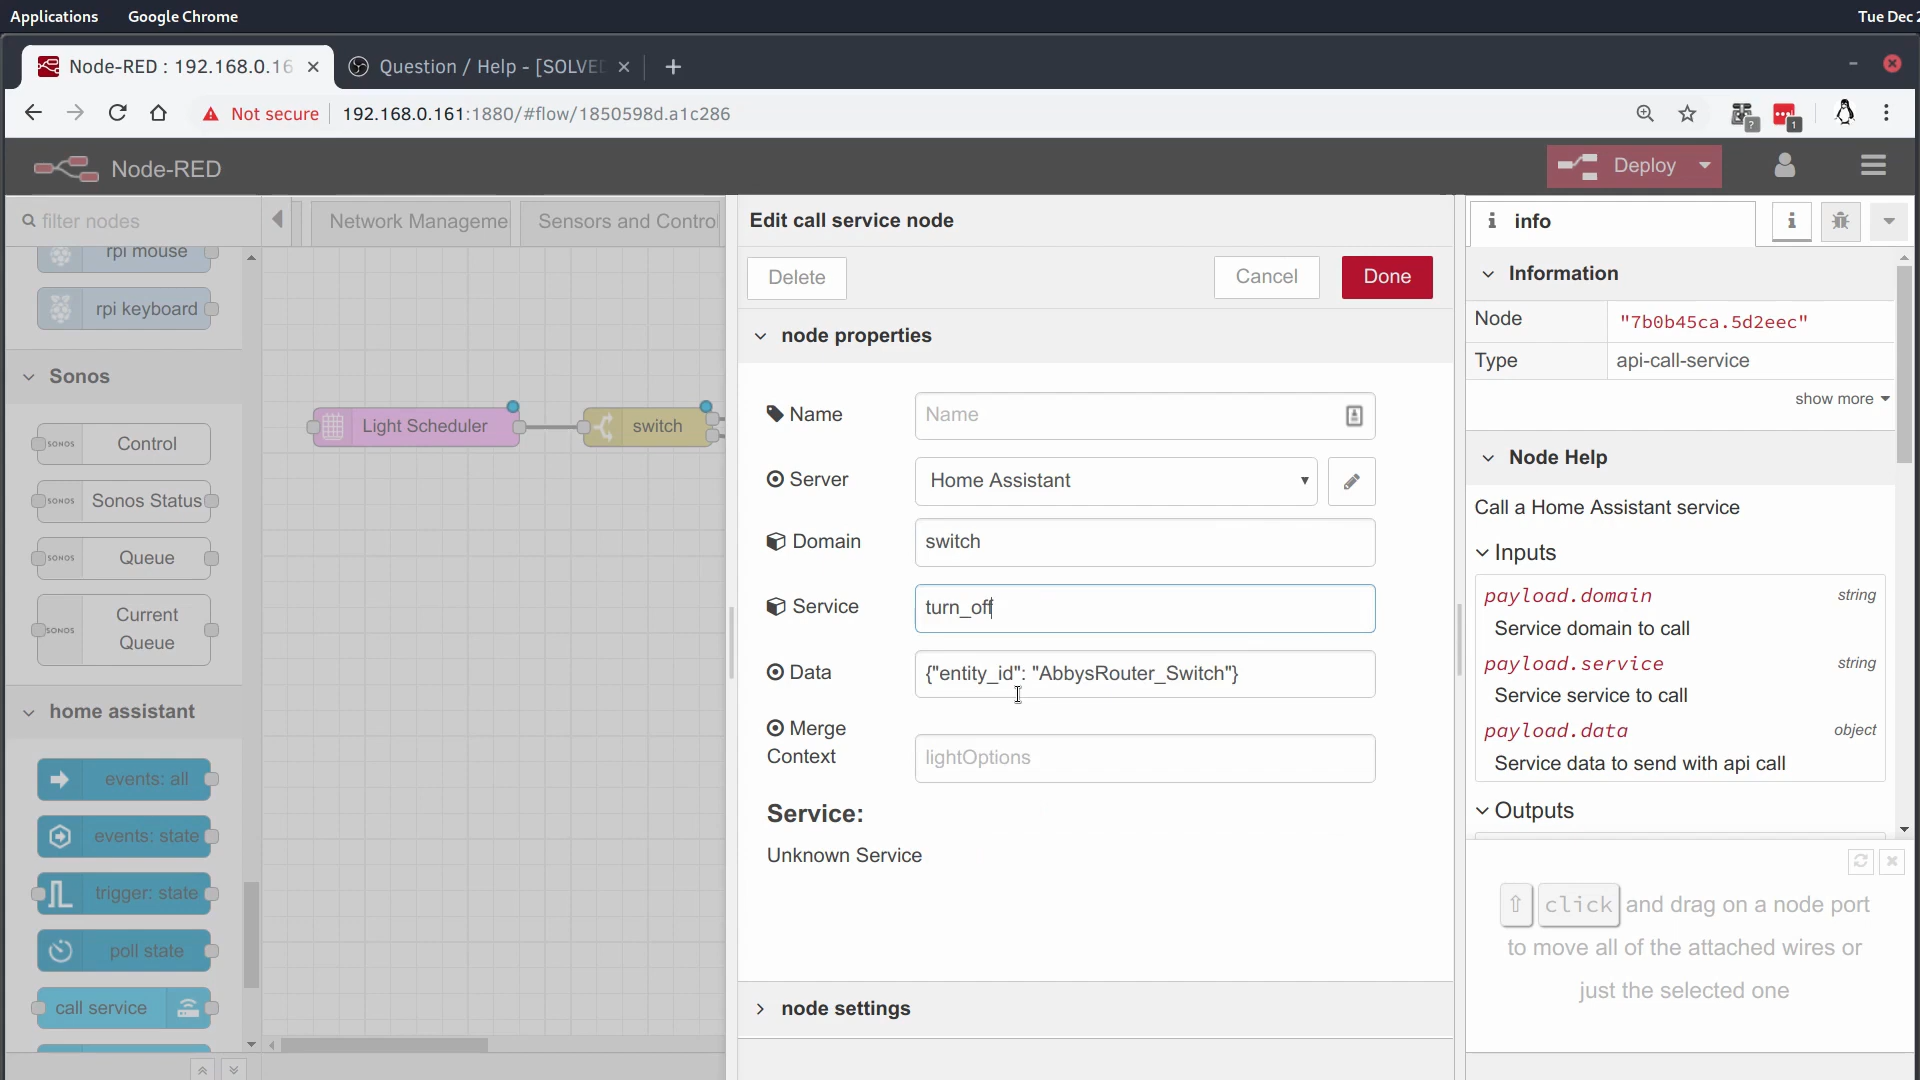 Applications Google Chrome Tue Dec 2
Node-RED : 192.168.0.16 Question / Help - [SOLVED
Not secure 192.168.0.161:1880/#flow/1850598d.a1c286
? 1
Node-RED Deploy
filter nodes Network Manageme Sensors and Control Edit call service node info
rpi mouse
rpi keyboard
Sonos
SONOS Control
SONOS Sonos Status
SONOS Queue
SONOS Current
Queue
home assistant
events: all
events: state
trigger: state
poll state
call service
Light Scheduler switch
Delete Cancel Done
node properties
Name Name
Server Home Assistant
Domain switch
Service turn_off
Data {"entity_id": "AbbysRouter_Switch"}
Merge
Context lightOptions
Service:
Unknown Service
node settings
Information
Node "7b0b45ca.5d2eec"
Type api-call-service
show more
Node Help
Call a Home Assistant service
Inputs
payload.domain string
Service domain to call
payload.service string
Service service to call
payload.data object
Service data to send with api call
Outputs
⇧ click and drag on a node port
to move all of the attached wires or
just the selected one